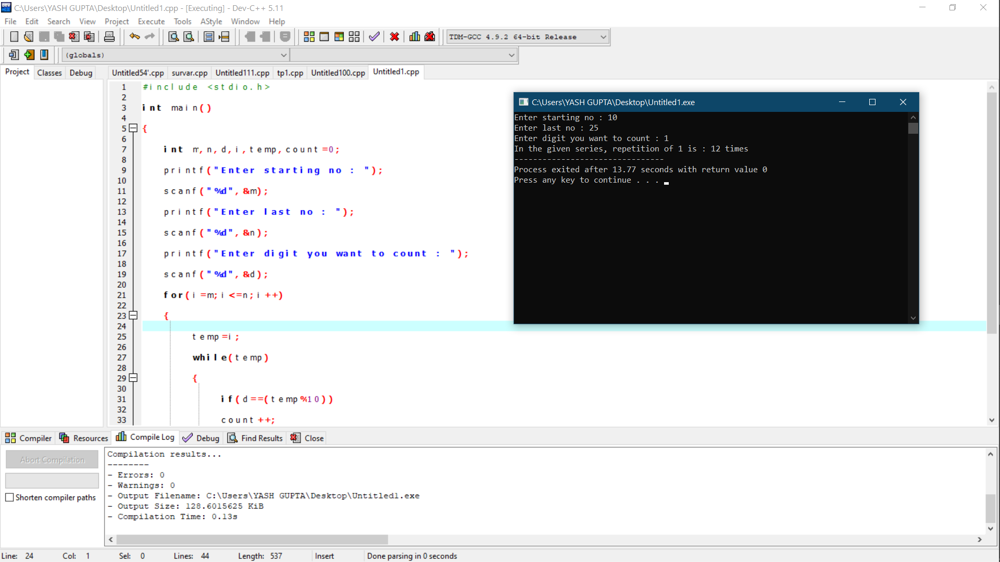 C:\Users\YASH GUPTA\Desktop\Untitled1.cpp - [Executing] - Dev-C++ 5.11
File Edit Search View Project Execute Tools AStyle Window Help
TDM-GCC 4.9.2 64-bit Release
(globals)
Project Classes Debug
Untitled54'.cpp survar.cpp Untitled111.cpp tp1.cpp Untitled100.cpp Untitled1.cpp
1 #include <stdio.h>
2
3 int main()
4
5 {
6
7 int m,n,d,i,temp,count=0;
8
9 printf("Enter starting no : ");
10
11 scanf("%d",&m);
12
13 printf("Enter last no : ");
14
15 scanf("%d",&n);
16
17 printf("Enter digit you want to count : ");
18
19 scanf("%d",&d);
20
21 for(i=m;i<=n;i++)
22
23 {
24
25 temp=i;
26
27 while(temp)
28
29 {
30
31 if(d==(temp%10))
32
33 count++;
C:\Users\YASH GUPTA\Desktop\Untitled1.exe
Enter starting no : 10
Enter last no : 25
Enter digit you want to count : 1
In the given series, repetition of 1 is : 12 times
--------------------------------
Process exited after 13.77 seconds with return value 0
Press any key to continue . . .
Compiler Resources Compile Log Debug Find Results Close
Abort Compilation
Shorten compiler paths
Compilation results...
--------
- Errors: 0
- Warnings: 0
- Output Filename: C:\Users\YASH GUPTA\Desktop\Untitled1.exe
- Output Size: 128.6015625 KiB
- Compilation Time: 0.13s
Line: 24 Col: 1 Sel: 0 Lines: 44 Length: 537 Insert Done parsing in 0 seconds